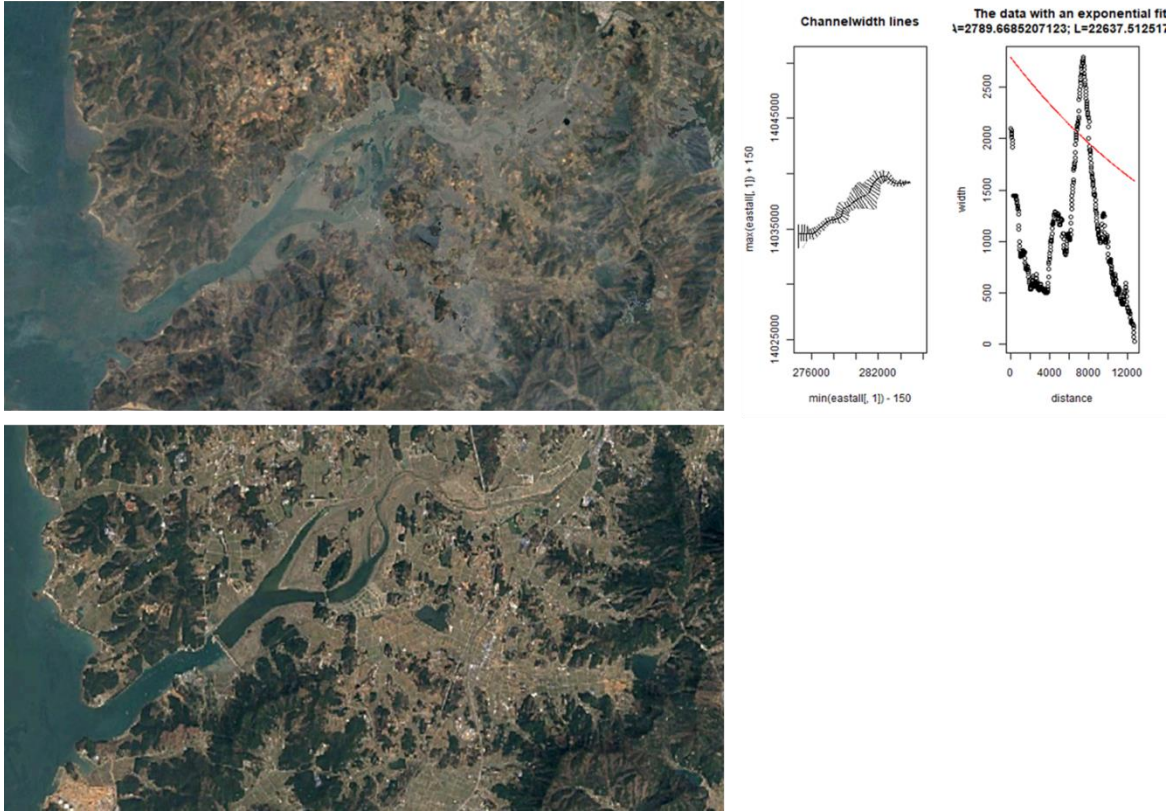 Channelwidth lines
max(eastall[, 1]) + 150
14025000 14035000 14045000
276000 282000
min(eastall[, 1]) - 150
The data with an exponential fit
A=2789.6685207123; L=22637.512517
width
0 500 1000 1500 2000 2500
0 4000 8000 12000
distance